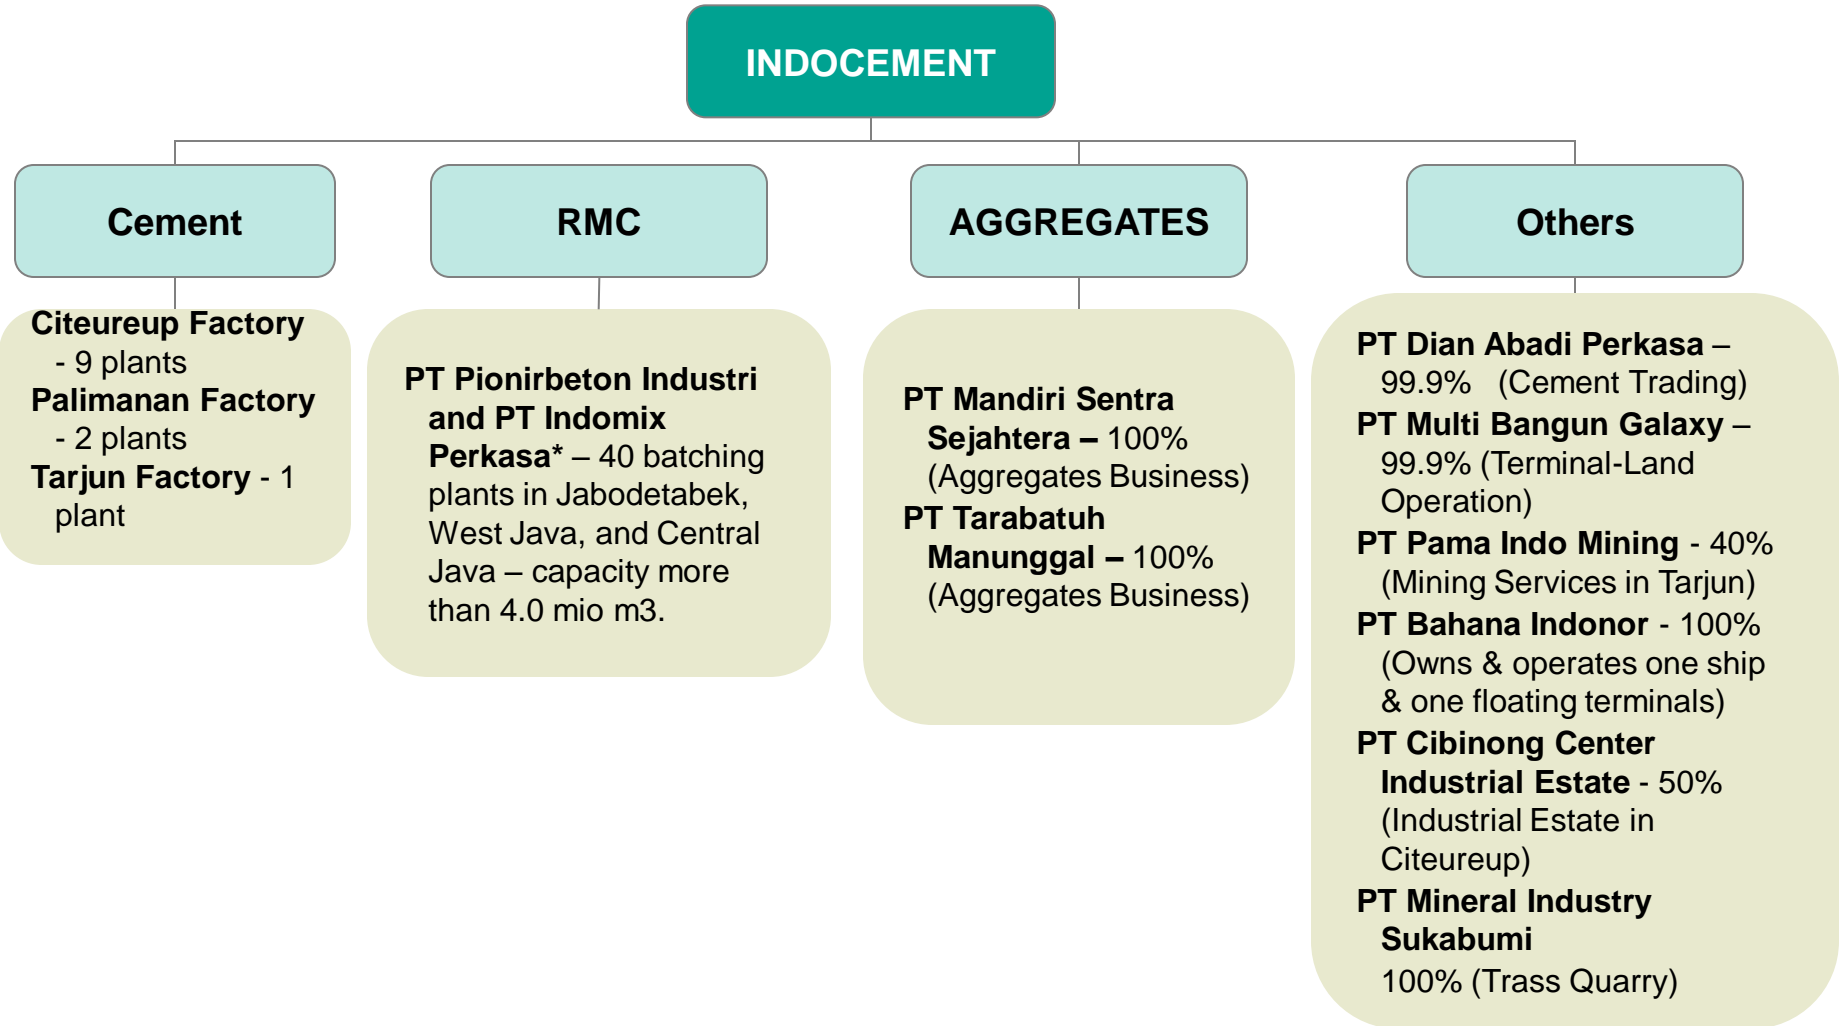 INDOCEMENT
Cement
RMC
AGGREGATES
Others
Citeureup Factory
- 9 plants
Palimanan Factory
- 2 plants
Tarjun Factory - 1
plant
PT Pionirbeton Industri
and PT Indomix
Perkasa* – 40 batching
plants in Jabodetabek,
West Java, and Central
Java – capacity more
than 4.0 mio m3.
PT Mandiri Sentra
Sejahtera – 100%
(Aggregates Business)
PT Tarabatuh
Manunggal – 100%
(Aggregates Business)
PT Dian Abadi Perkasa –
99.9% (Cement Trading)
PT Multi Bangun Galaxy –
99.9% (Terminal-Land
Operation)
PT Pama Indo Mining - 40%
(Mining Services in Tarjun)
PT Bahana Indonor - 100%
(Owns & operates one ship
& one floating terminals)
PT Cibinong Center
Industrial Estate - 50%
(Industrial Estate in
Citeureup)
PT Mineral Industry
Sukabumi
100% (Trass Quarry)